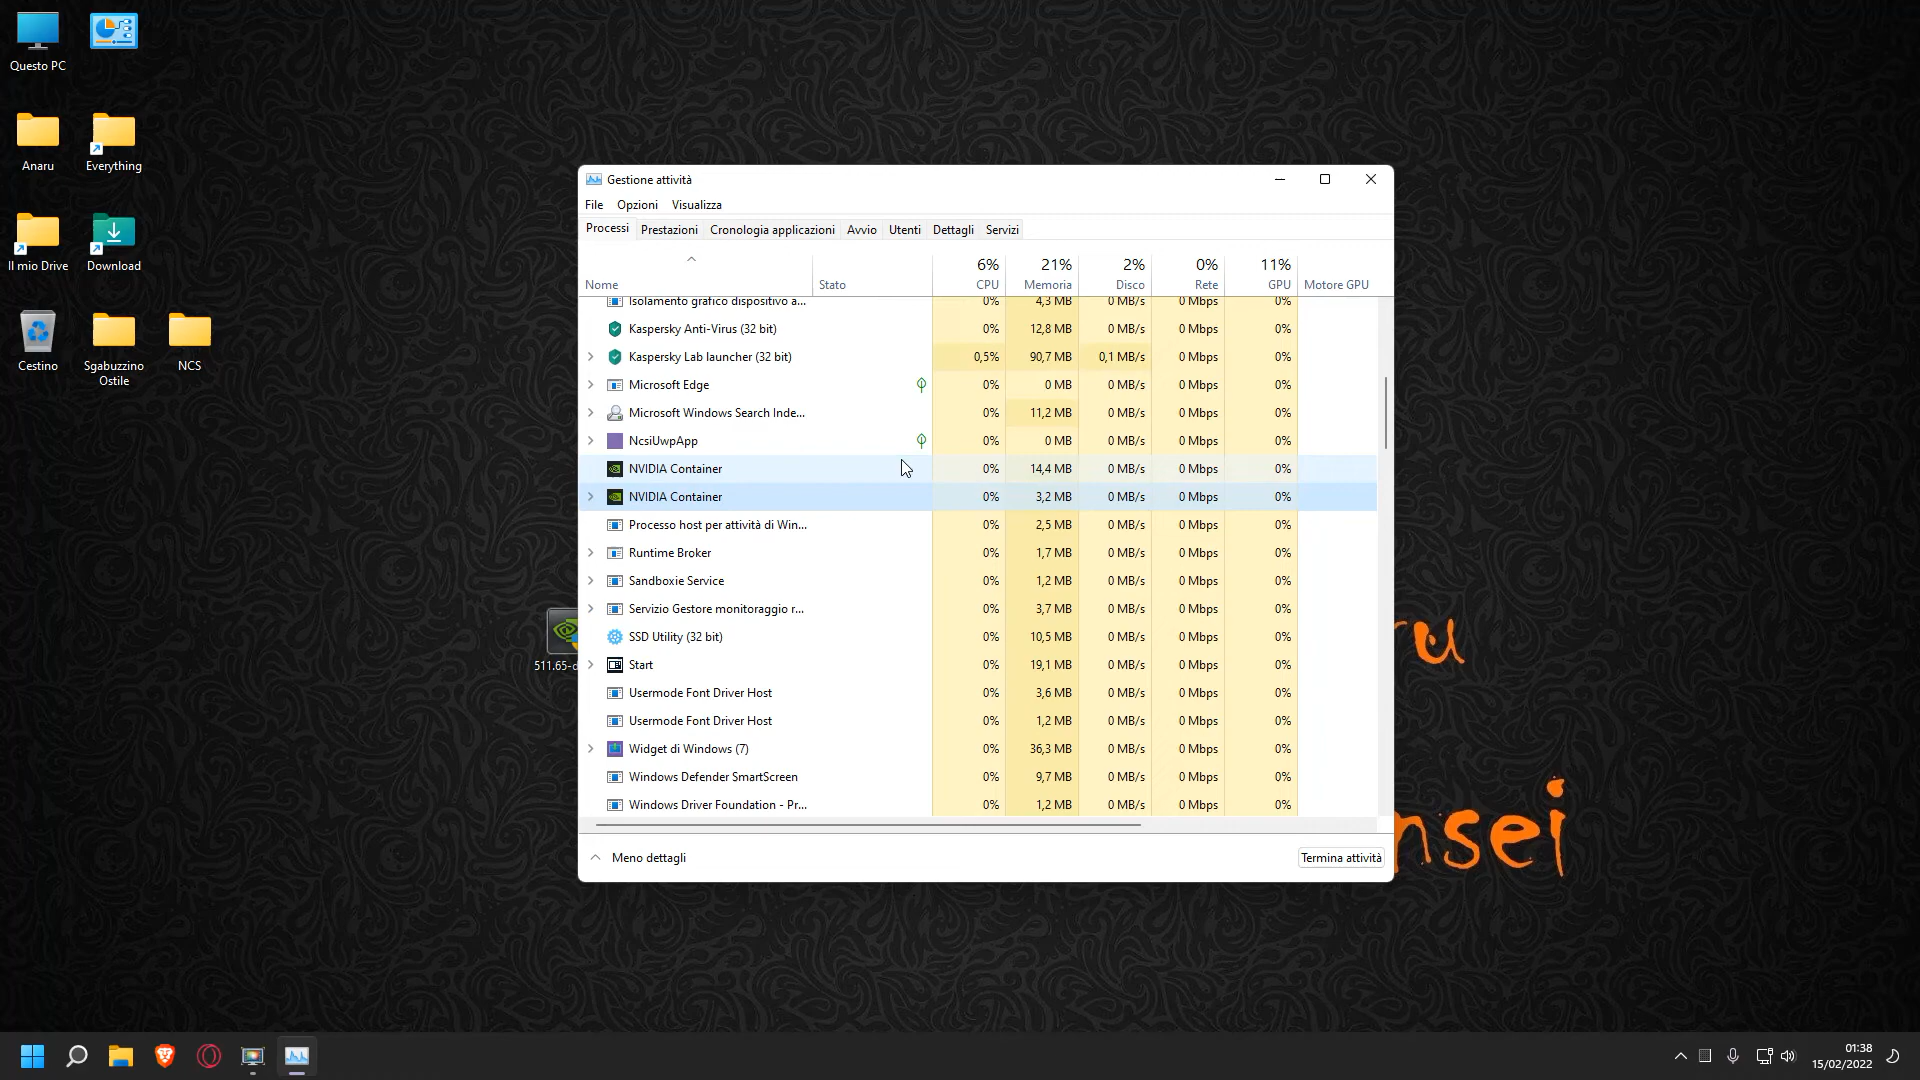 Questo PC
Anaru
Everything
Il mio Drive
Download
Cestino
Sgabuzzino
Ostile
NCS
511.65-d
Gestione attività
File Opzioni Visualizza
Processi Prestazioni Cronologia applicazioni Avvio Utenti Dettagli Servizi
6% 21% 2% 0% 11%
Nome Stato CPU Memoria Disco Rete GPU Motore GPU
Isolamento grafico dispositivo a... 0% 4,3 MB 0 MB/s 0 Mbps 0%
Kaspersky Anti-Virus (32 bit) 0% 12,8 MB 0 MB/s 0 Mbps 0%
Kaspersky Lab launcher (32 bit) 0,5% 90,7 MB 0,1 MB/s 0 Mbps 0%
Microsoft Edge 0% 0 MB 0 MB/s 0 Mbps 0%
Microsoft Windows Search Inde... 0% 11,2 MB 0 MB/s 0 Mbps 0%
NcsiUwpApp 0% 0 MB 0 MB/s 0 Mbps 0%
NVIDIA Container 0% 14,4 MB 0 MB/s 0 Mbps 0%
NVIDIA Container 0% 3,2 MB 0 MB/s 0 Mbps 0%
Processo host per attività di Win... 0% 2,5 MB 0 MB/s 0 Mbps 0%
Runtime Broker 0% 1,7 MB 0 MB/s 0 Mbps 0%
Sandboxie Service 0% 1,2 MB 0 MB/s 0 Mbps 0%
Servizio Gestore monitoraggio r... 0% 3,7 MB 0 MB/s 0 Mbps 0%
SSD Utility (32 bit) 0% 10,5 MB 0 MB/s 0 Mbps 0%
Start 0% 19,1 MB 0 MB/s 0 Mbps 0%
Usermode Font Driver Host 0% 3,6 MB 0 MB/s 0 Mbps 0%
Usermode Font Driver Host 0% 1,2 MB 0 MB/s 0 Mbps 0%
Widget di Windows (7) 0% 36,3 MB 0 MB/s 0 Mbps 0%
Windows Defender SmartScreen 0% 9,7 MB 0 MB/s 0 Mbps 0%
Windows Driver Foundation - Pr... 0% 1,2 MB 0 MB/s 0 Mbps 0%
Meno dettagli Termina attività
ru
nsei
01:38
15/02/2022